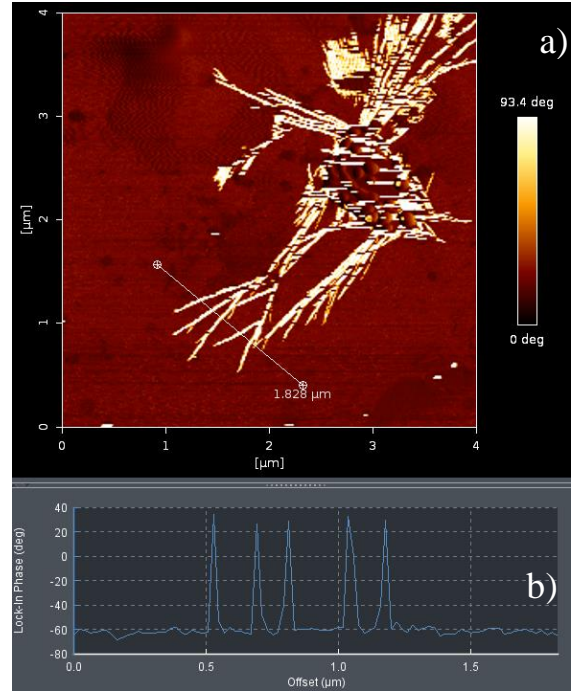 a)
4
3
2
1
0
[µm]
0 1 2 3 4
[µm]
1.828 µm
93.4 deg
0 deg
b)
Lock-In Phase (deg)
40
20
0
-20
-40
-60
-80
0.0 0.5 1.0 1.5
Offset (µm)